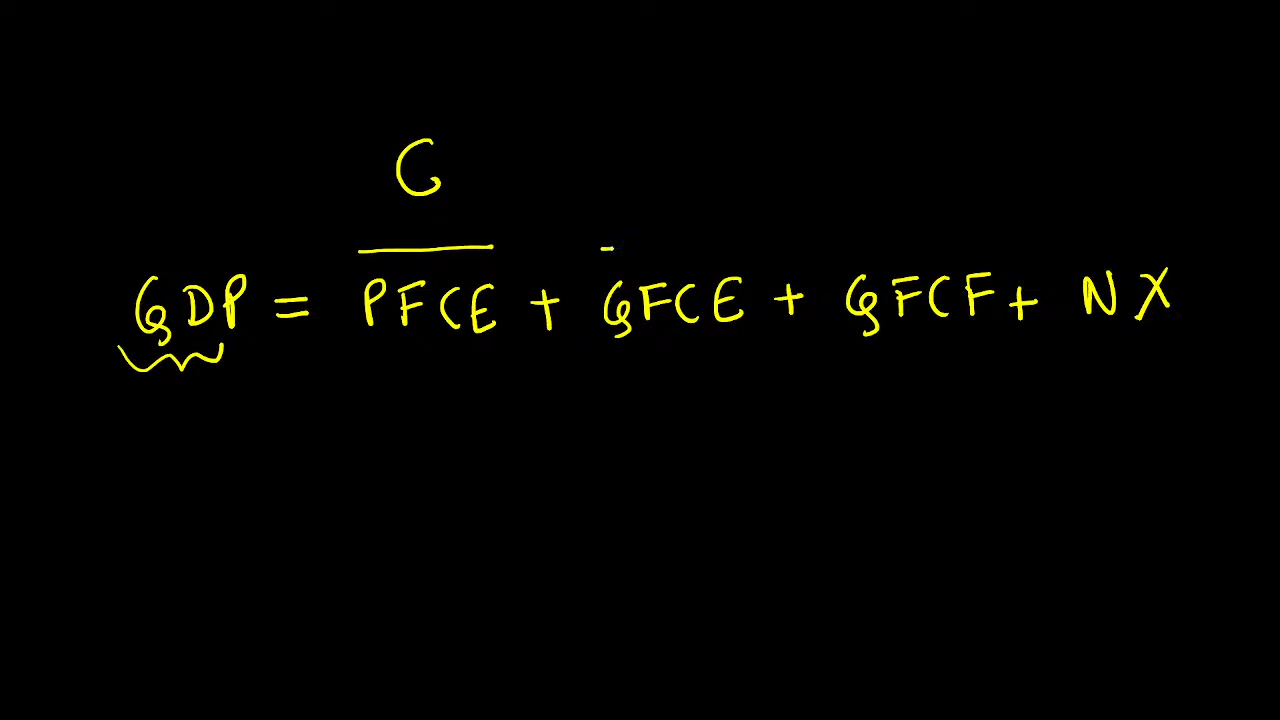 C
GDP = PFCE + GFCE + GFCF + NX